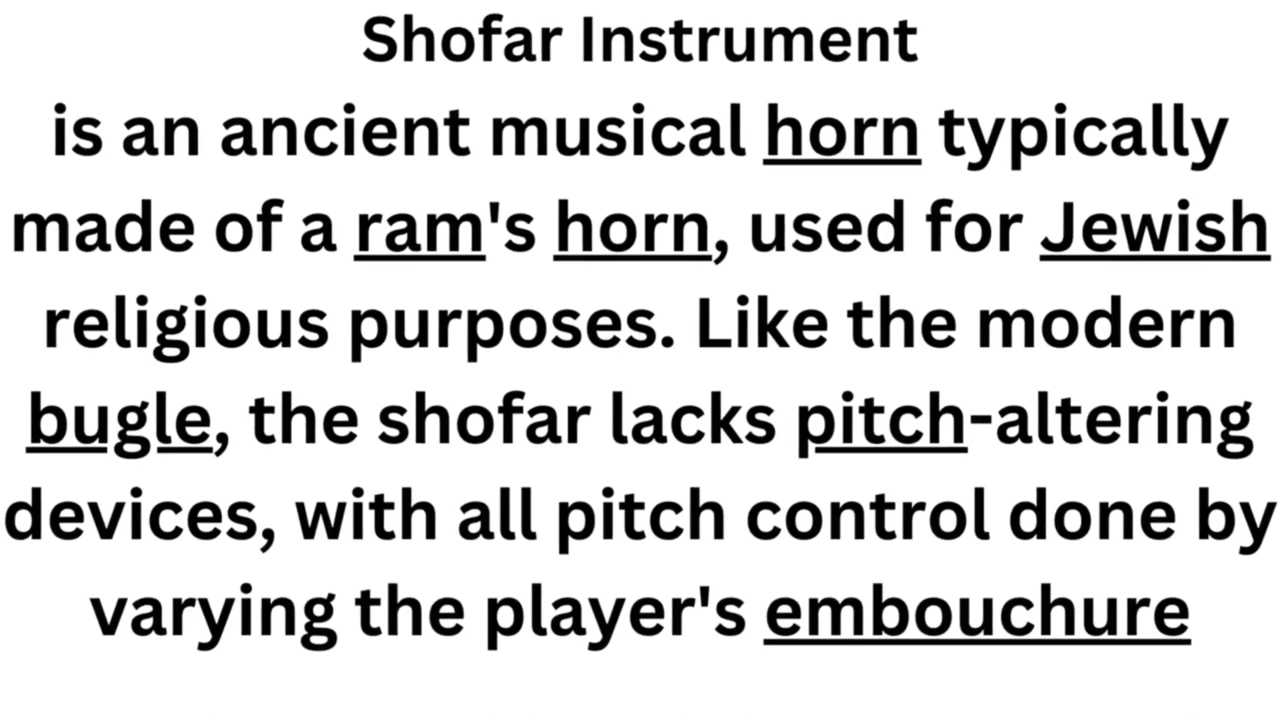 Shofar Instrument
is an ancient musical horn typically
made of a ram's horn, used for Jewish
religious purposes. Like the modern
bugle, the shofar lacks pitch-altering
devices, with all pitch control done by
varying the player's embouchure